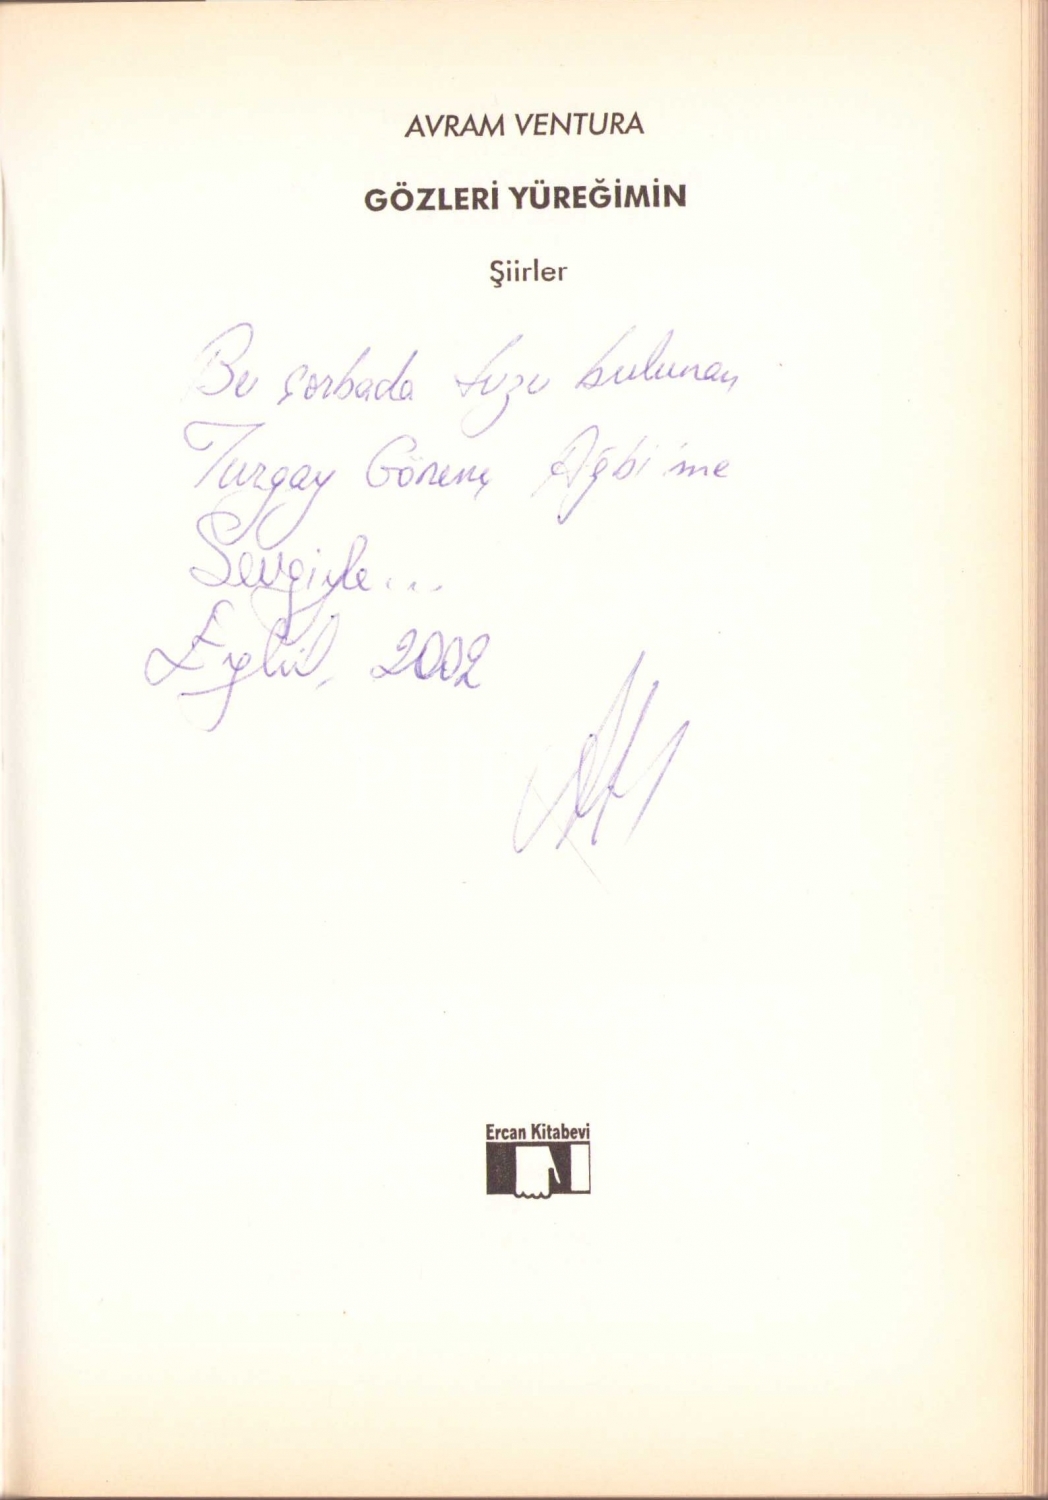 AVRAM VENTURA
GÖZLERİ YÜREĞİMİN
Şiirler
Bu çorbada tuzu bulunan
Turgay Gönenç Ağbi'me
Sevgiyle...
Eylül, 2002
Ercan Kitabevi